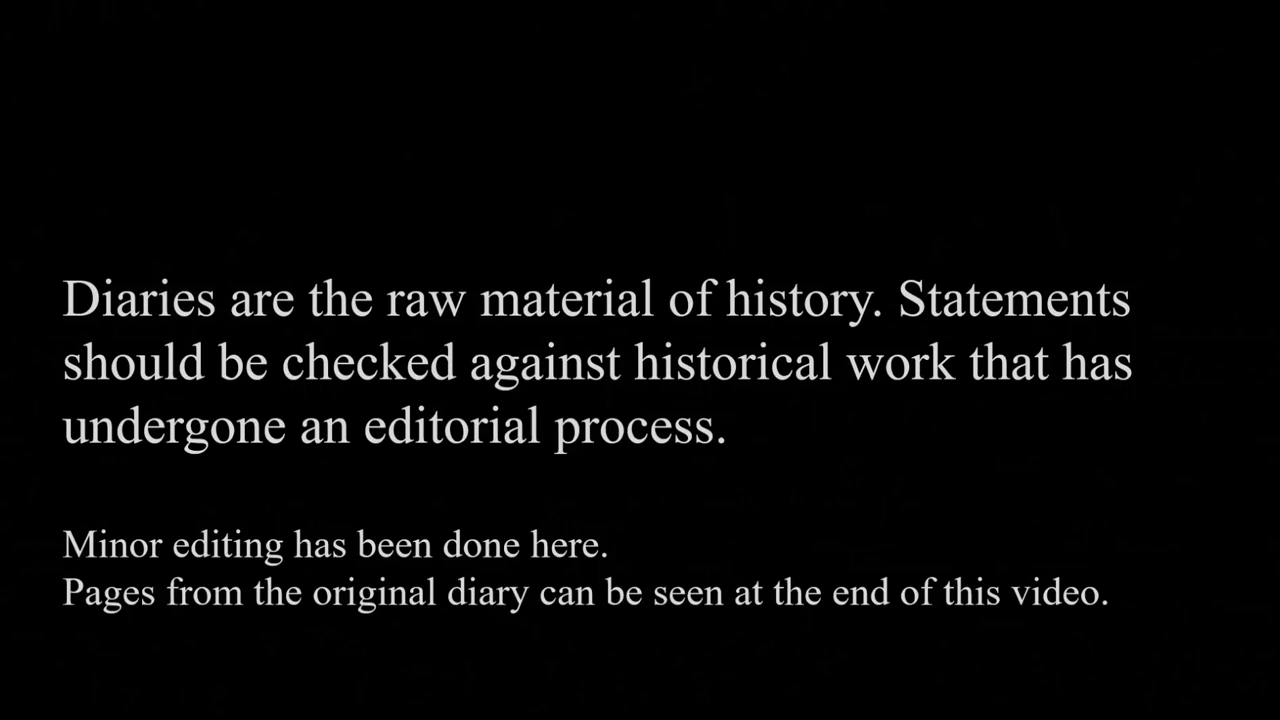 Diaries are the raw material of history. Statements
should be checked against historical work that has
undergone an editorial process.
Minor editing has been done here.
Pages from the original diary can be seen at the end of this video.